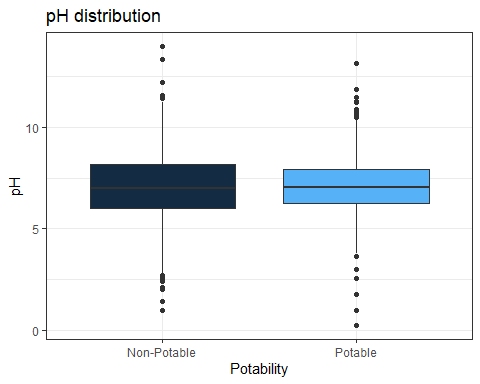 pH distribution
10
5
0
pH
Non-Potable
Potable
Potability